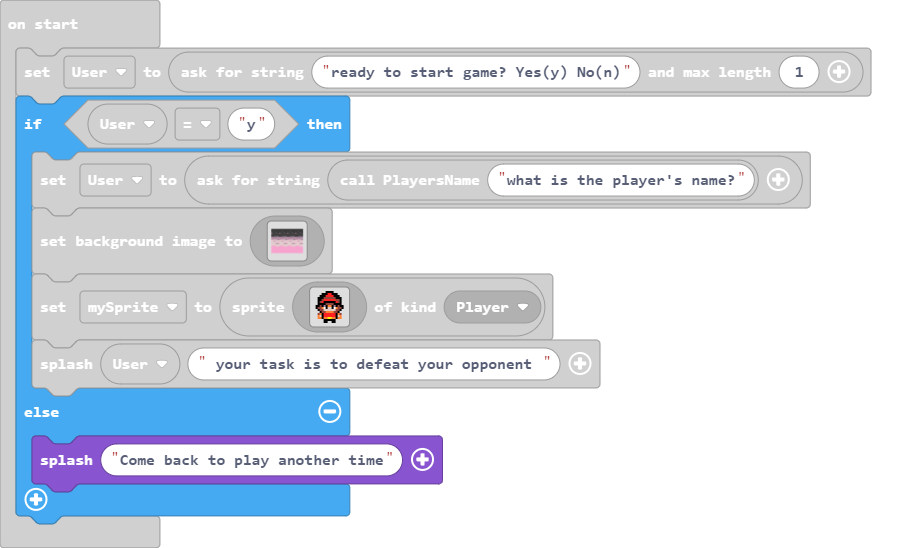 on start
set User to ask for string "ready to start game? Yes(y) No(n)" and max length 1
if User = "y" then
set User to ask for string call PlayersName "what is the player's name?"
set background image to
set mySprite to sprite of kind Player
splash User " your task is to defeat your opponent "
else
splash "Come back to play another time"